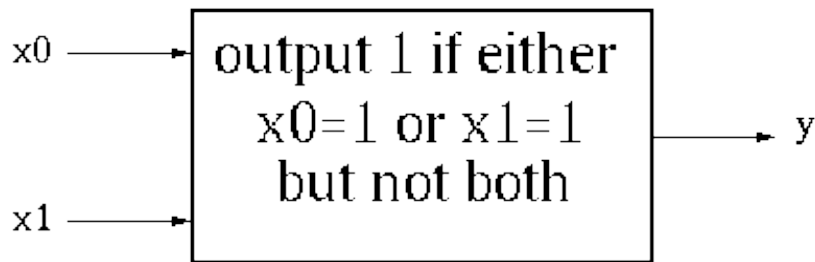 x0
output 1 if either
x0=1 or x1=1
but not both
y
x1